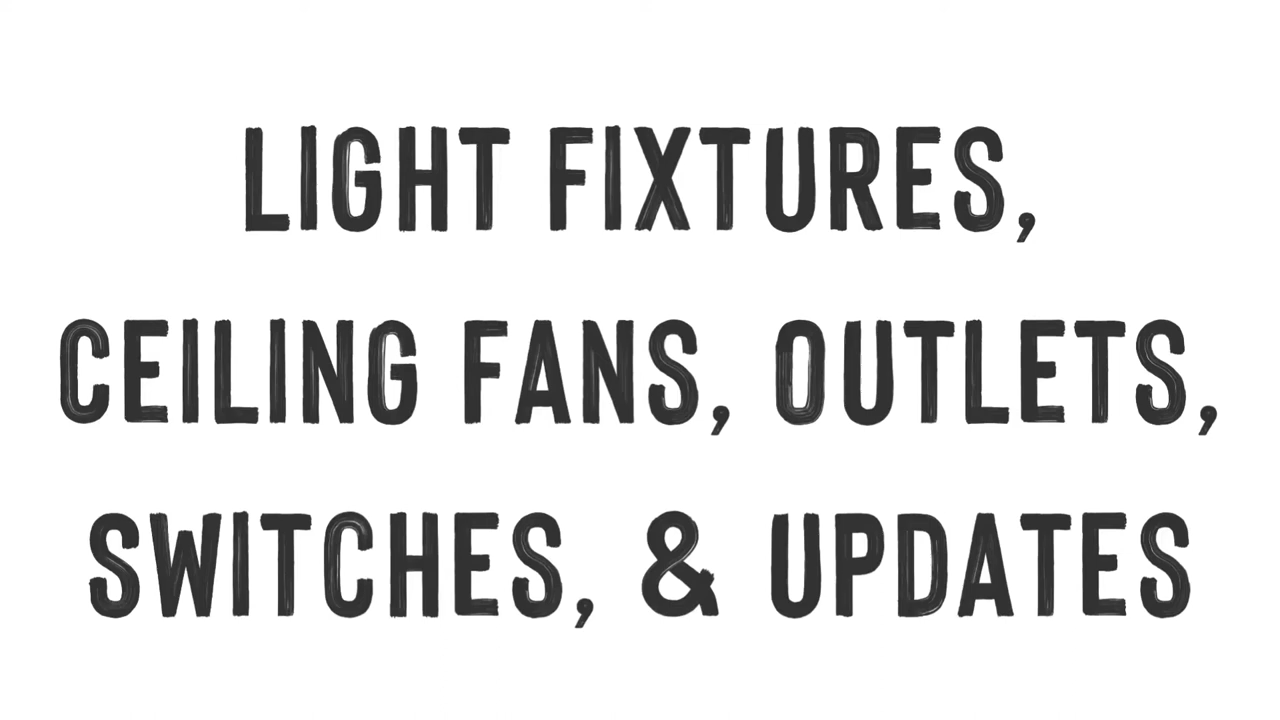 LIGHT FIXTURES,
CEILING FANS, OUTLETS,
SWITCHES, & UPDATES